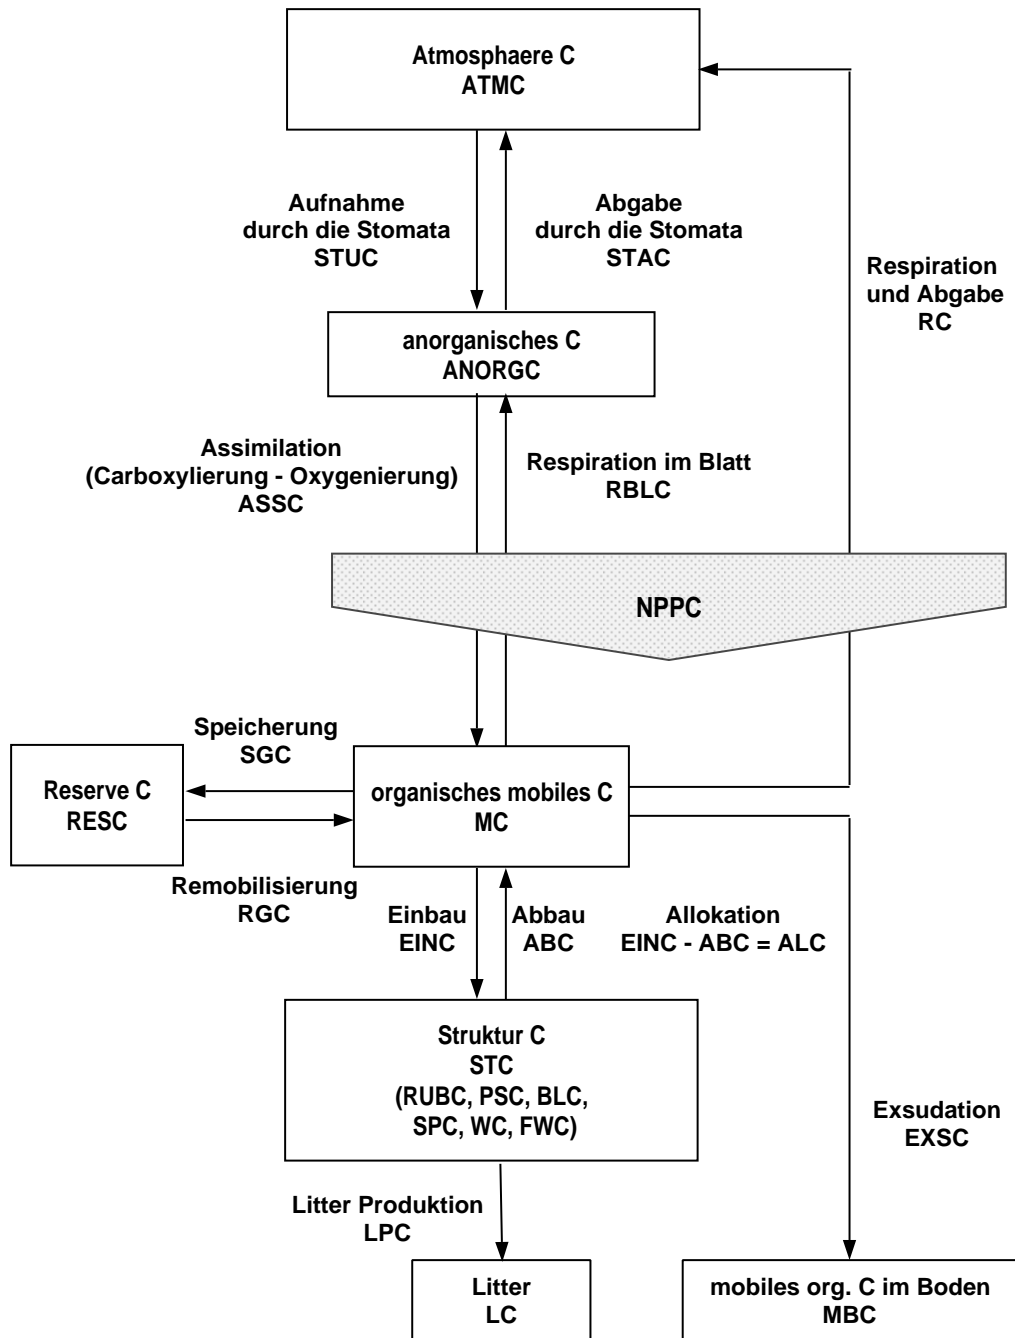 Atmosphaere C
ATMC
Aufnahme
durch die Stomata
STUC
Abgabe
durch die Stomata
STAC
Respiration
und Abgabe
RC
anorganisches C
ANORGC
Assimilation
(Carboxylierung - Oxygenierung)
ASSC
Respiration im Blatt
RBLC
NPPC
Speicherung
SGC
Reserve C
RESC
organisches mobiles C
MC
Remobilisierung
RGC
Einbau
EINC
Abbau
ABC
Allokation
EINC - ABC = ALC
Struktur C
STC
(RUBC, PSC, BLC,
SPC, WC, FWC)
Exsudation
EXSC
Litter Produktion
LPC
Litter
LC
mobiles org. C im Boden
MBC